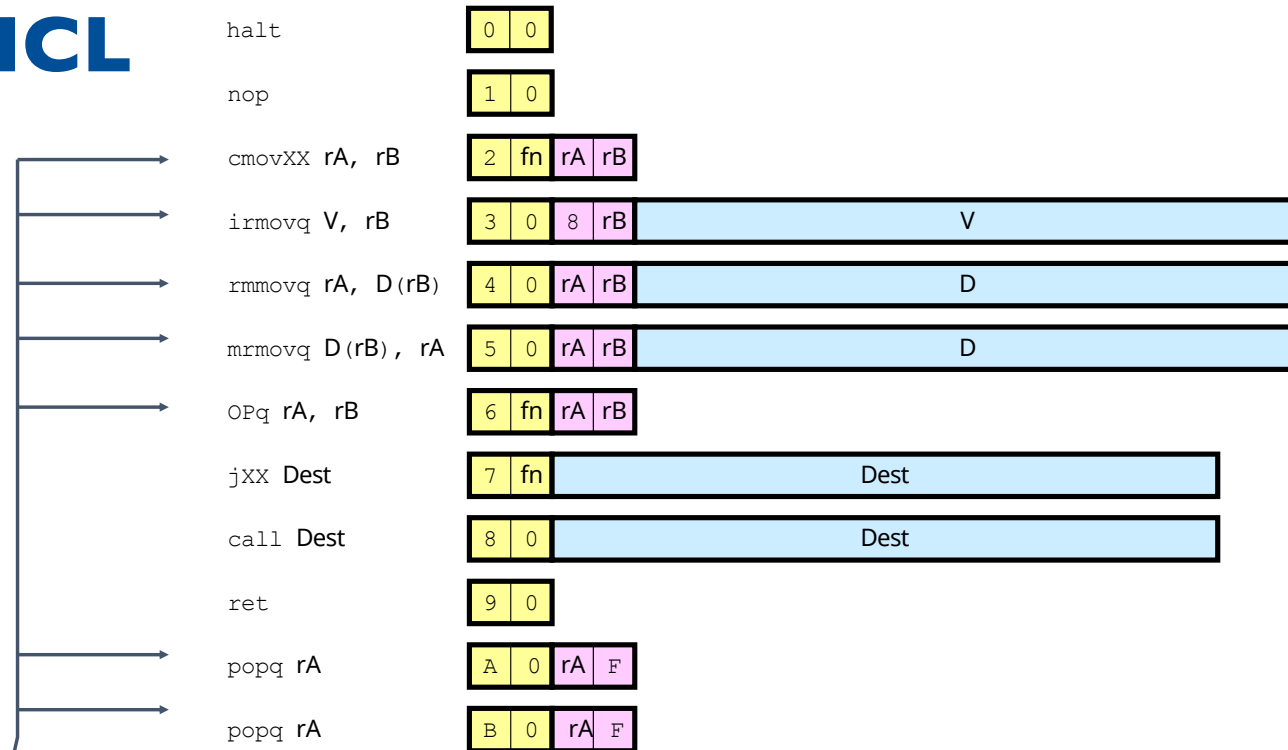 ICL
halt 0 0
nop 1 0
cmovXX rA, rB 2 fn rA rB
irmovq V, rB 3 0 8 rB V
rmmovq rA, D(rB) 4 0 rA rB D
mrmovq D(rB), rA 5 0 rA rB D
OPq rA, rB 6 fn rA rB
jXX Dest 7 fn Dest
call Dest 8 0 Dest
ret 9 0
popq rA A 0 rA F
popq rA B 0 rA F